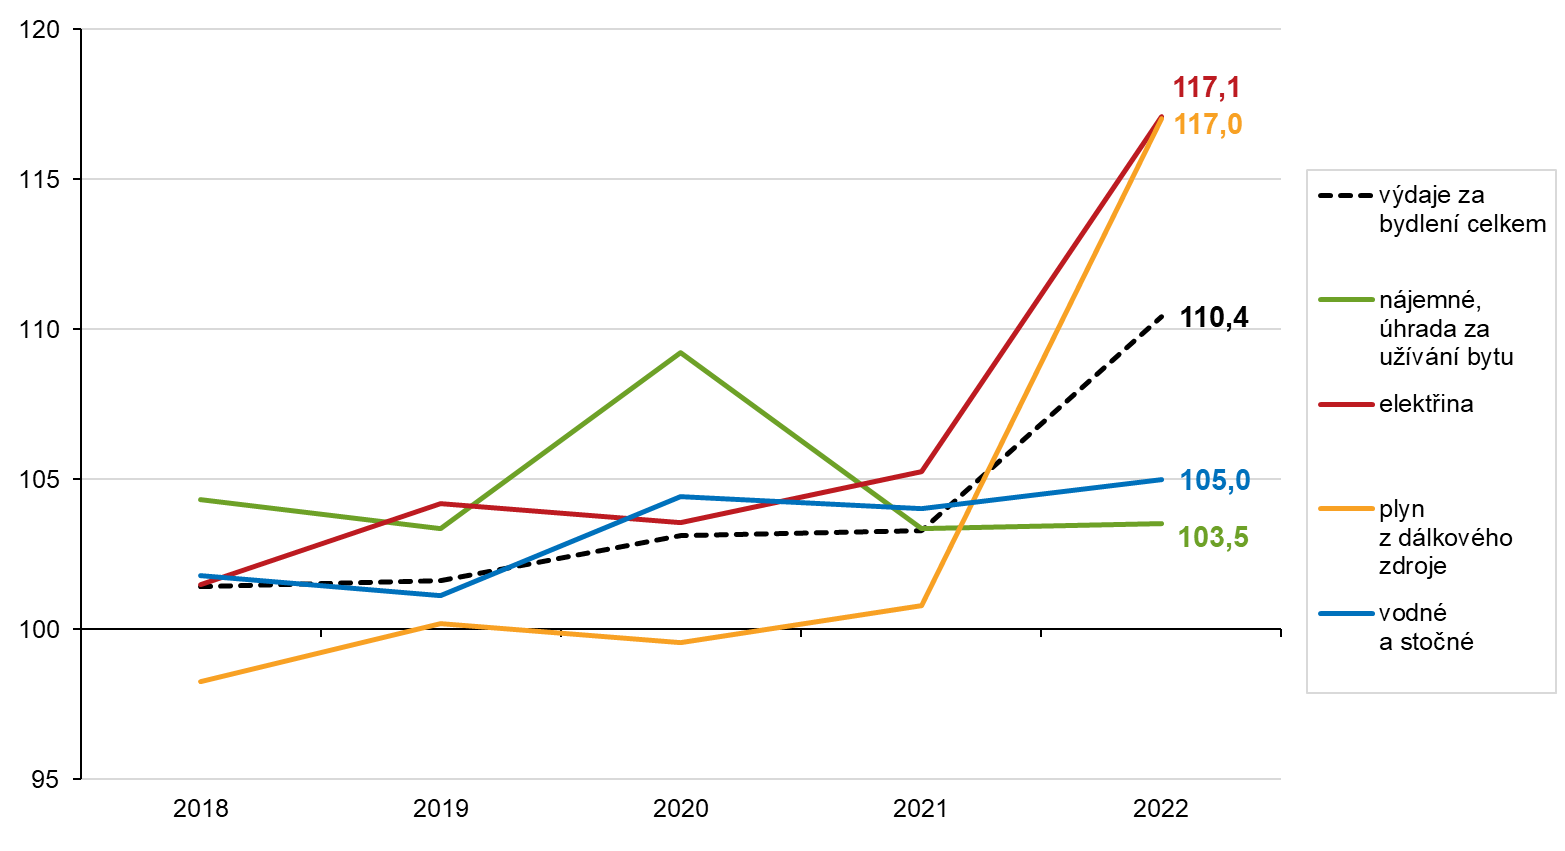 120
115
110
105
100
95
2018 2019 2020 2021 2022
117,1
117,0
110,4
105,0
103,5
výdaje za
bydlení celkem
nájemné,
úhrada za
užívání bytu
elektřina
plyn
z dálkového
zdroje
vodné
a stočné